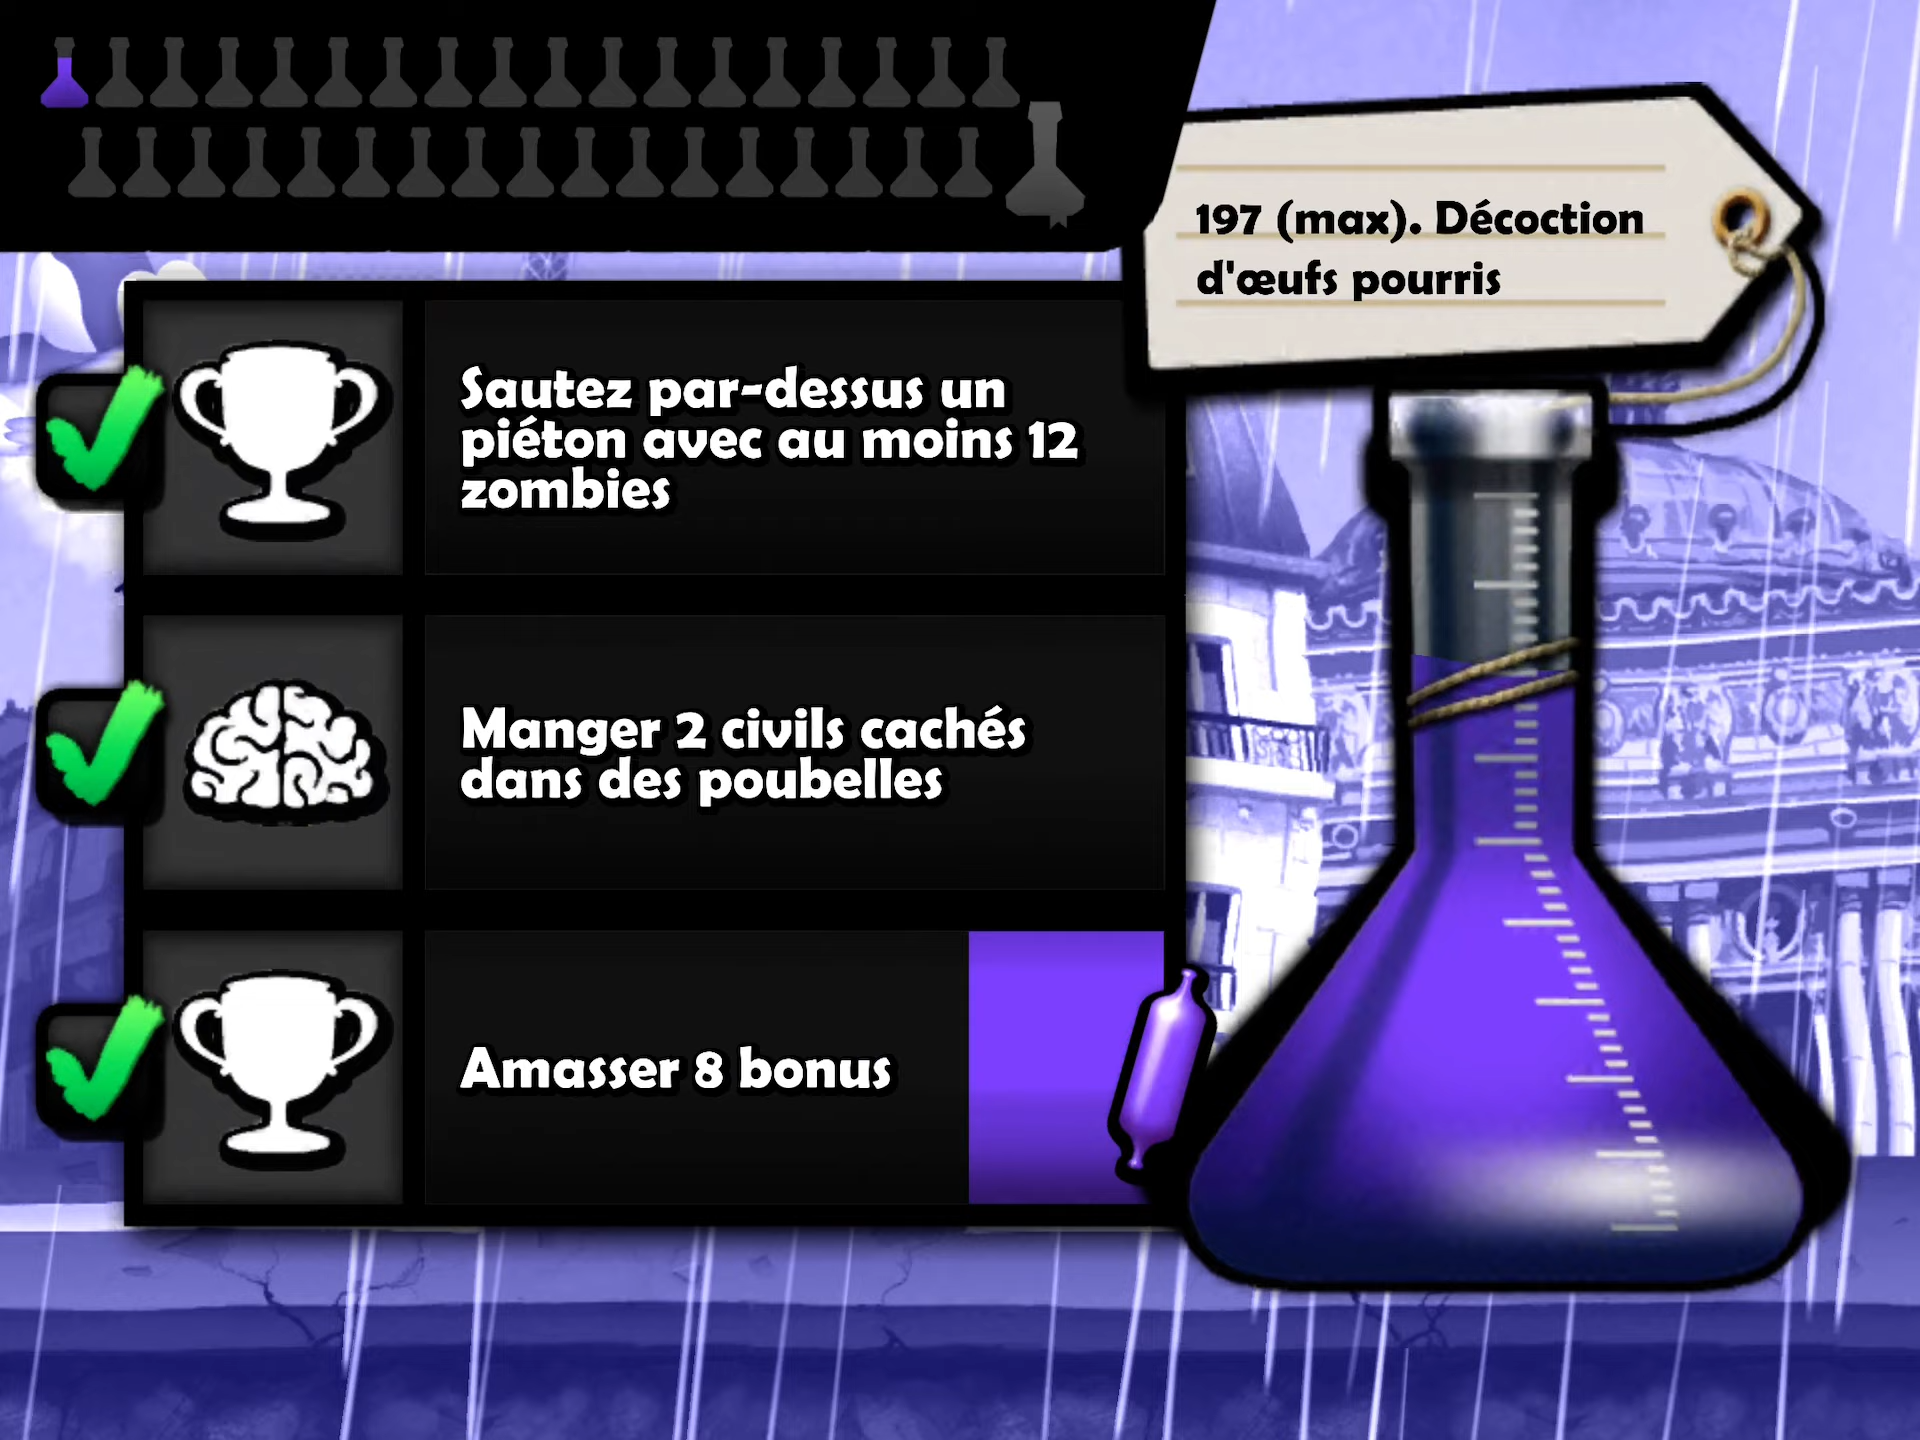 197 (max). Décoction
d'œufs pourris
Sautez par-dessus un
piéton avec au moins 12
zombies
Manger 2 civils cachés
dans des poubelles
Amasser 8 bonus